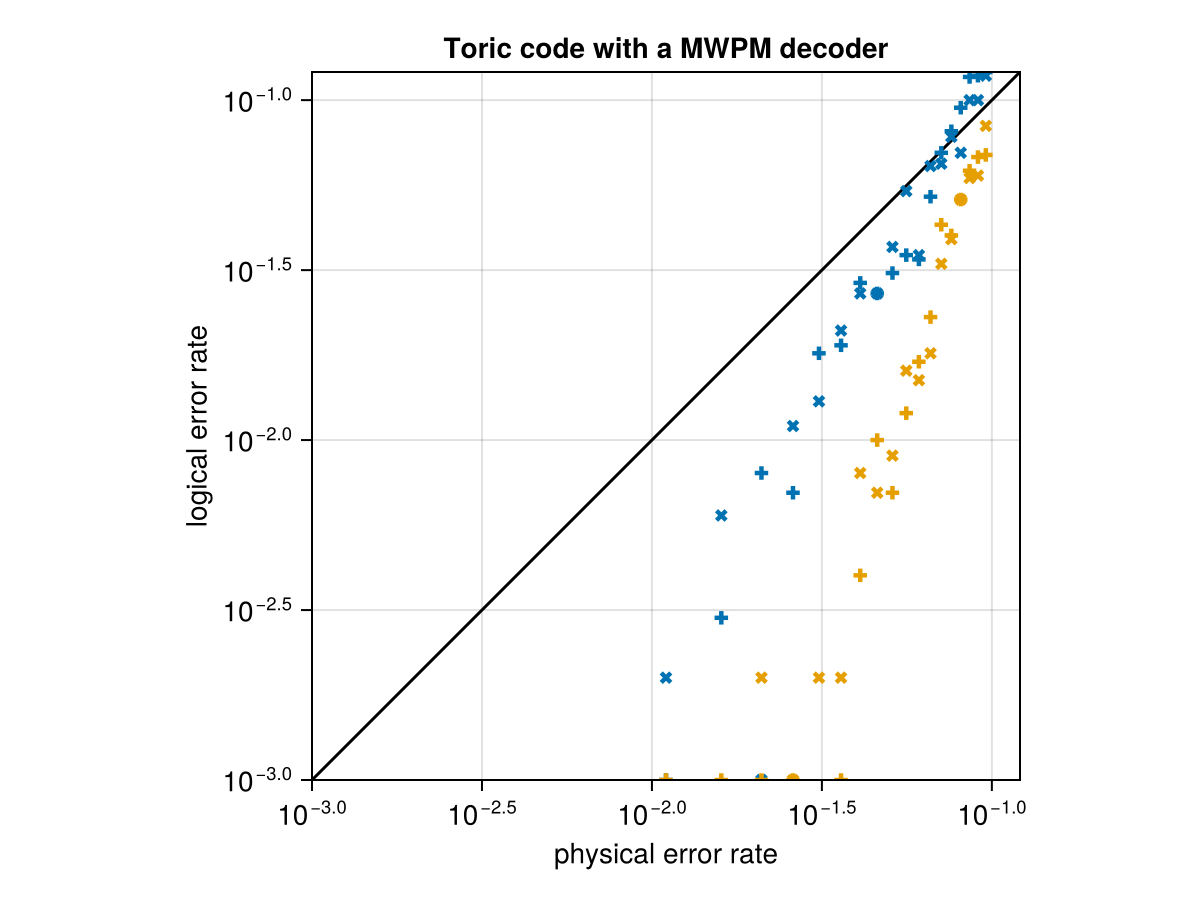 Toric code with a MWPM decoder
10^−1.0
10^−1.5
10^−2.0
10^−2.5
10^−3.0
logical error rate
10^−3.0 10^−2.5 10^−2.0 10^−1.5 10^−1.0
physical error rate